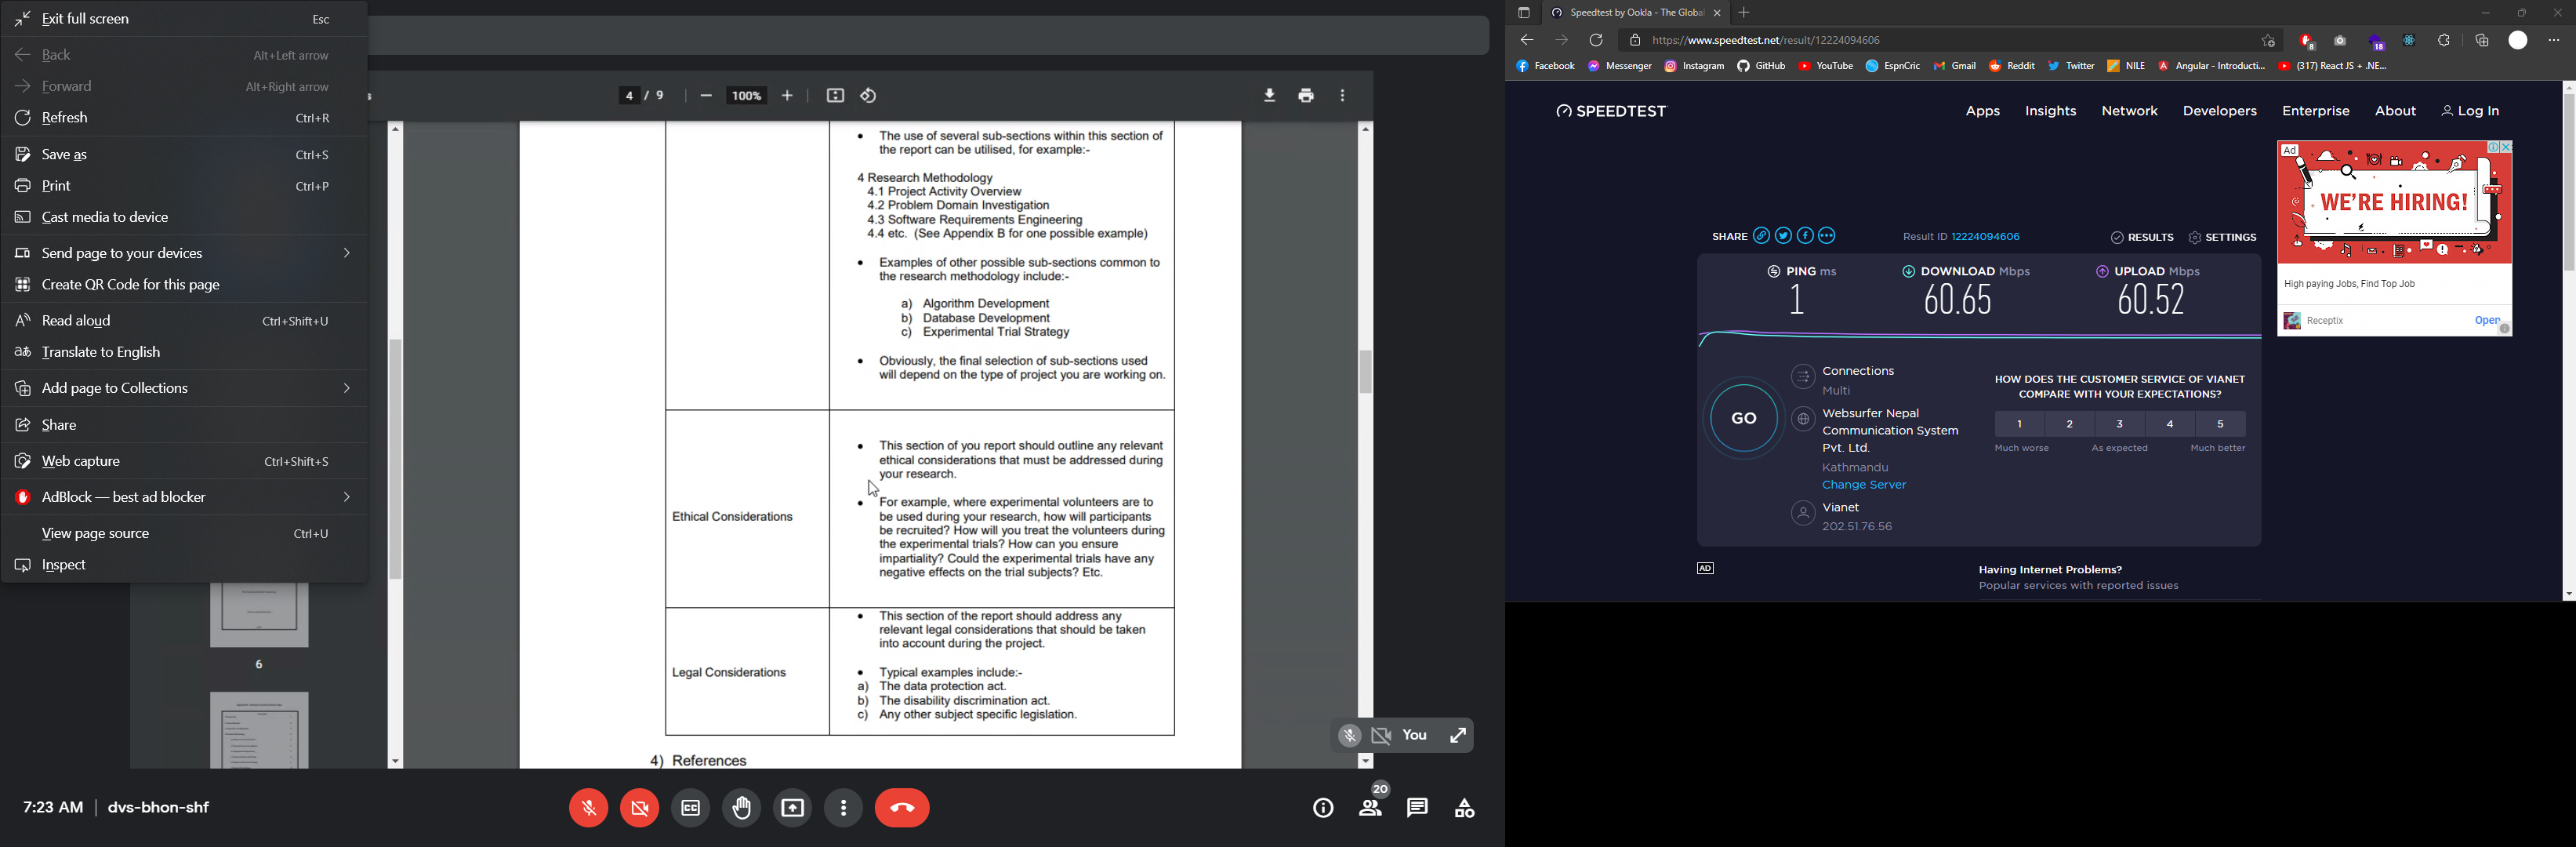 Exit full screen Esc
Back Alt+Left arrow
Forward Alt+Right arrow
Refresh Ctrl+R
Save as Ctrl+S
Print Ctrl+P
Cast media to device
Send page to your devices
Create QR Code for this page
Read aloud Ctrl+Shift+U
Translate to English
Add page to Collections
Share
Web capture Ctrl+Shift+S
AdBlock — best ad blocker
View page source Ctrl+U
Inspect
s
4 / 9 100%
• The use of several sub-sections within this section of
the report can be utilised, for example:-
4 Research Methodology
4.1 Project Activity Overview
4.2 Problem Domain Investigation
4.3 Software Requirements Engineering
4.4 etc. (See Appendix B for one possible example)
• Examples of other possible sub-sections common to
the research methodology include:-
a) Algorithm Development
b) Database Development
c) Experimental Trial Strategy
• Obviously, the final selection of sub-sections used
will depend on the type of project you are working on.
Ethical Considerations
• This section of you report should outline any relevant
ethical considerations that must be addressed during
your research.
• For example, where experimental volunteers are to
be used during your research, how will participants
be recruited? How will you treat the volunteers during
the experimental trials? How can you ensure
impartiality? Could the experimental trials have any
negative effects on the trial subjects? Etc.
Legal Considerations
• This section of the report should address any
relevant legal considerations that should be taken
into account during the project.
• Typical examples include:-
a) The data protection act.
b) The disability discrimination act.
c) Any other subject specific legislation.
4) References
6
You
7:23 AM | dvs-bhon-shf
CC
20
Speedtest by Ookla - The Global
https://www.speedtest.net/result/12224094606
8
18
Facebook Messenger Instagram GitHub YouTube EspnCric Gmail Reddit Twitter NILE Angular - Introducti... (317) React JS + .NE...
SPEEDTEST
Apps Insights Network Developers Enterprise About Log In
Ad
WE'RE HIRING!
High paying Jobs, Find Top Job
Receptix Open
SHARE
Result ID 12224094606
RESULTS SETTINGS
PING ms DOWNLOAD Mbps UPLOAD Mbps
1 60.65 60.52
GO
Connections
Multi
Websurfer Nepal
Communication System
Pvt. Ltd.
Kathmandu
Change Server
Vianet
202.51.76.56
HOW DOES THE CUSTOMER SERVICE OF VIANET
COMPARE WITH YOUR EXPECTATIONS?
1 2 3 4 5
Much worse As expected Much better
AD
Having Internet Problems?
Popular services with reported issues